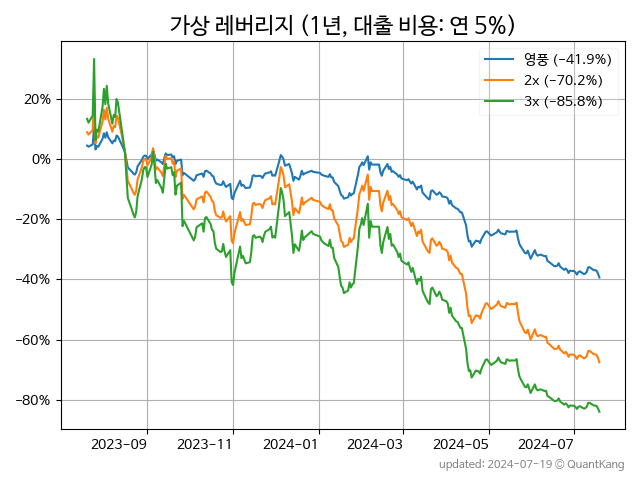 가상 레버리지 (1년, 대출 비용: 연 5%)
영풍 (−41.9%)
2x (−70.2%)
3x (−85.8%)
20%
0%
−20%
−40%
−60%
−80%
2023-09
2023-11
2024-01
2024-03
2024-05
2024-07
updated: 2024-07-19 © QuantKang